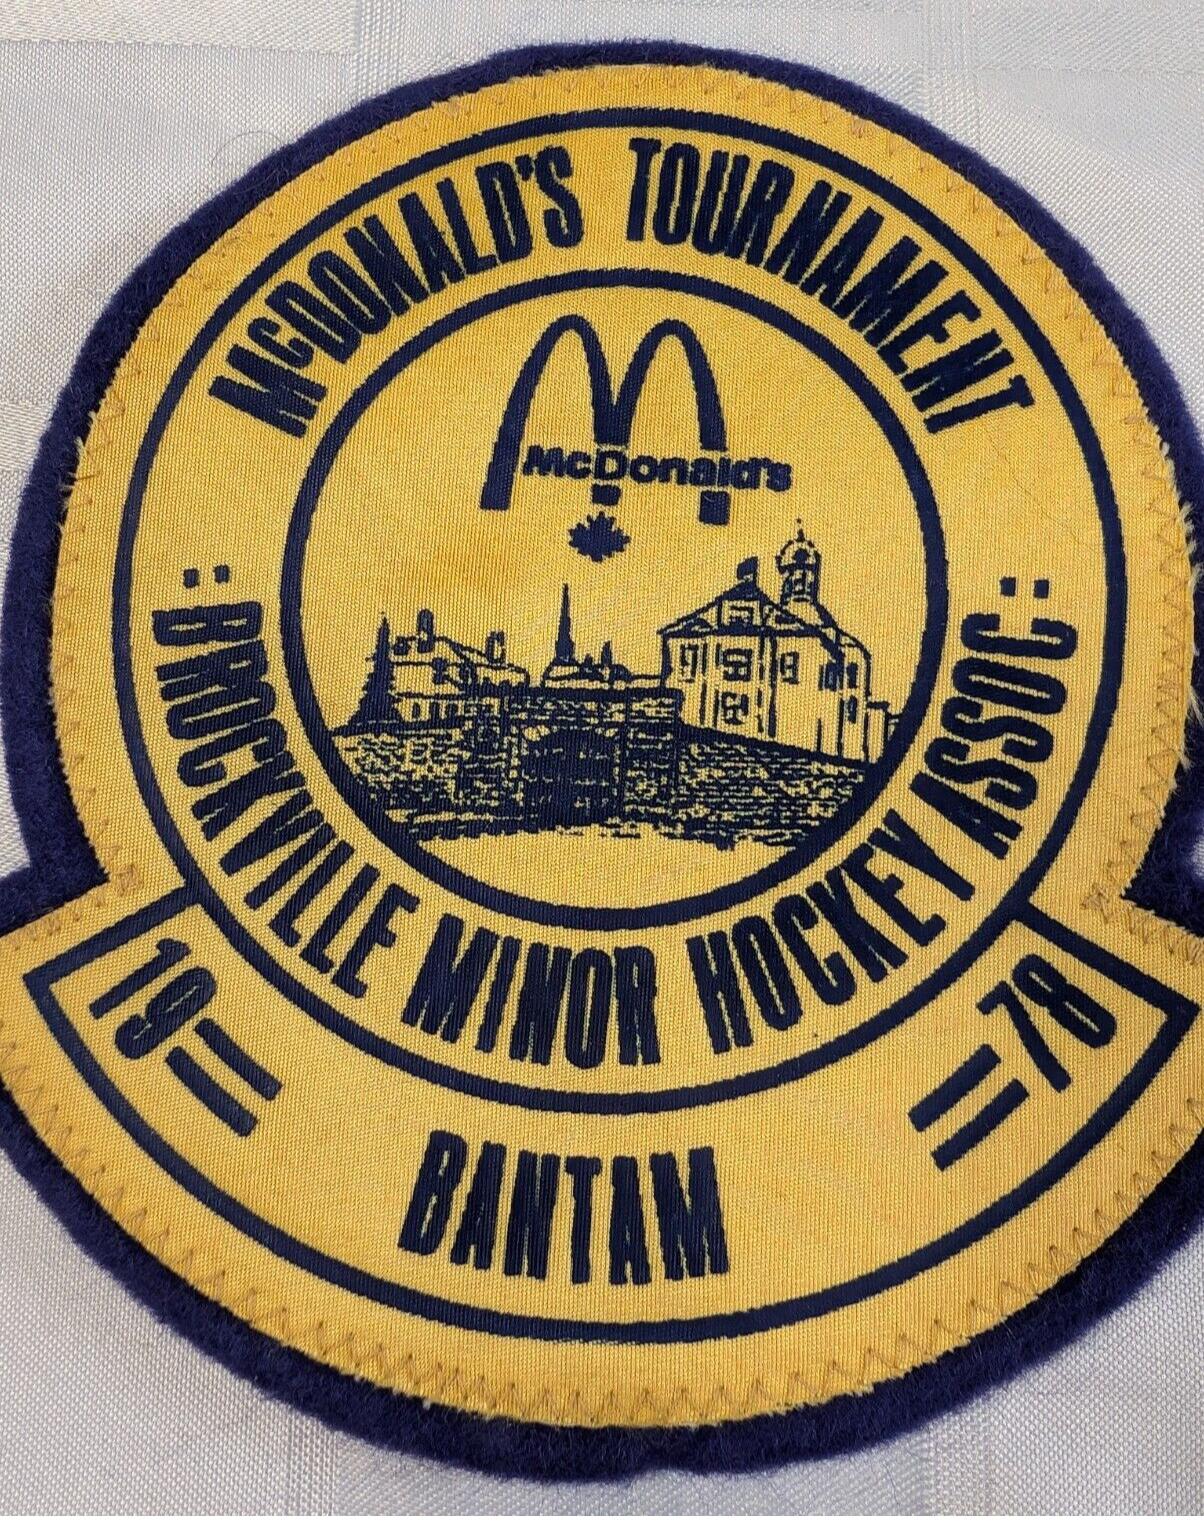 McDONALD'S TOURNAMENT
McDonald's
: BROCKVILLE MINOR HOCKEY ASSOC :
19= =78
BANTAM